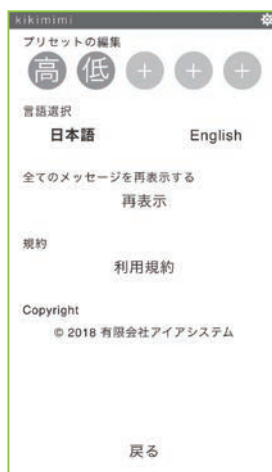 kikimimi
プリセットの編集
高 低 + + +
言語選択
日本語 English
全てのメッセージを再表示する
再表示
規約
利用規約
Copyright
© 2018 有限会社アイアシステム
戻る